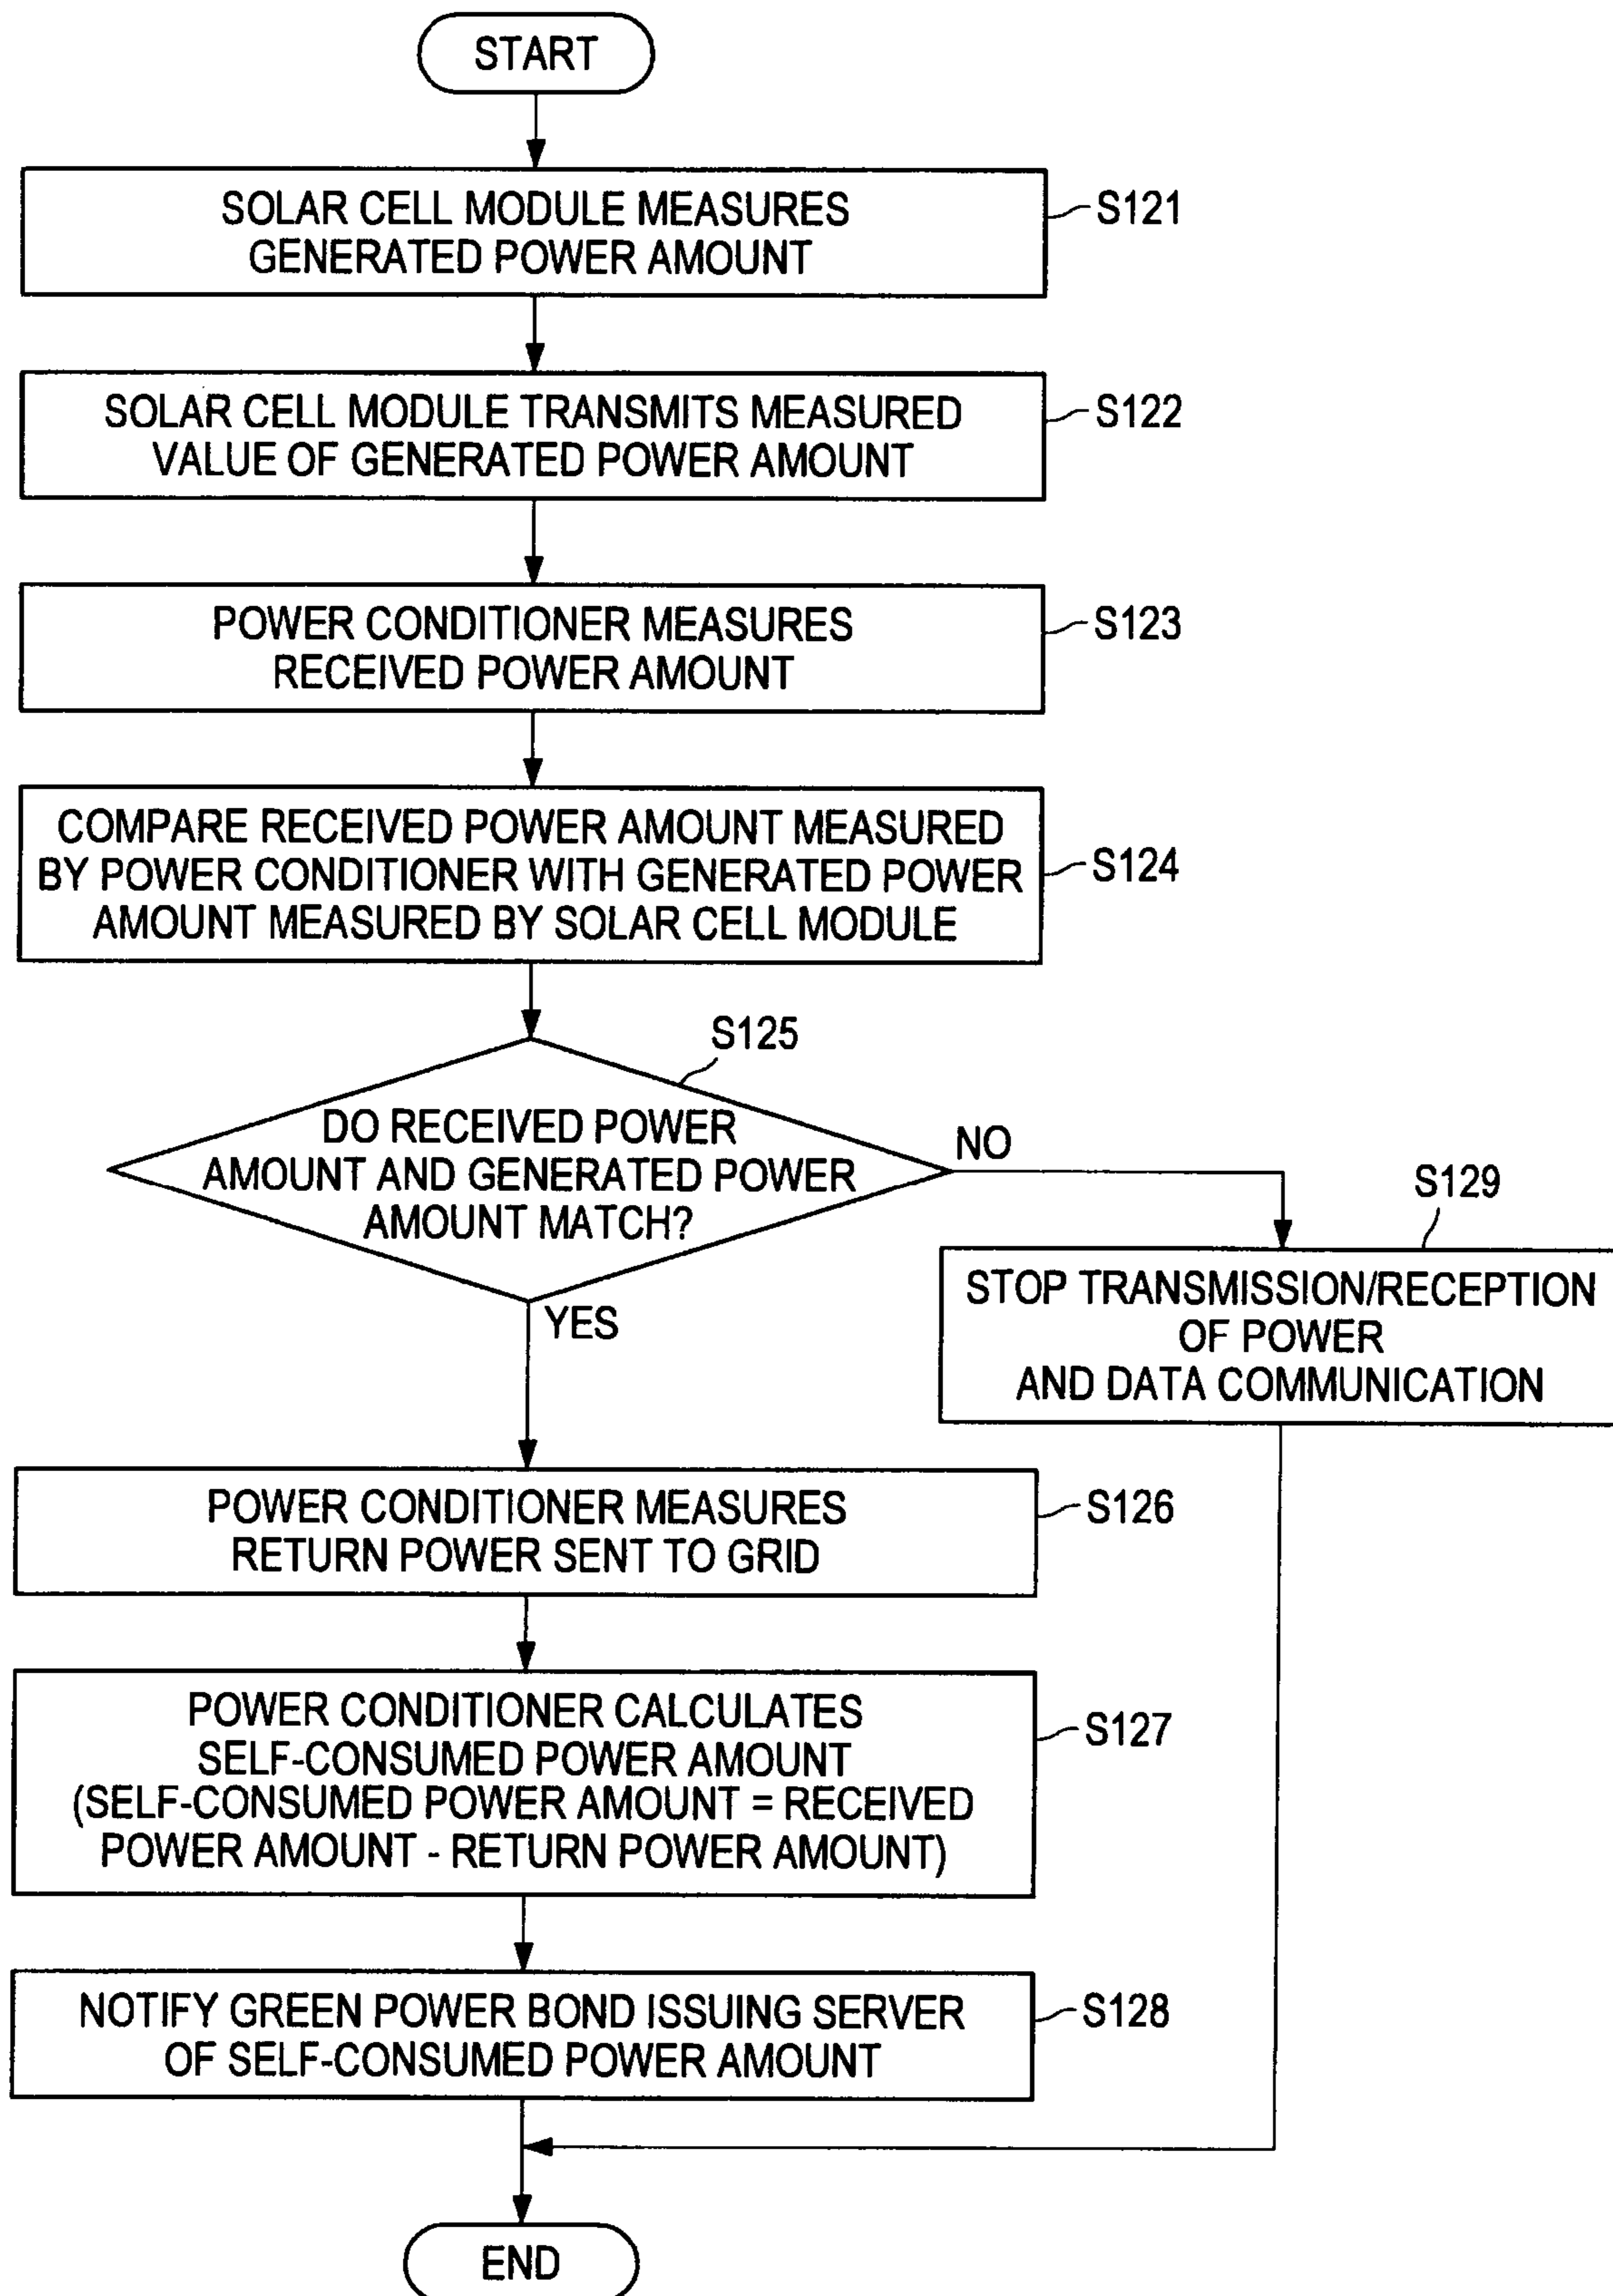 START
SOLAR CELL MODULE MEASURES
GENERATED POWER AMOUNT
S121
SOLAR CELL MODULE TRANSMITS MEASURED
VALUE OF GENERATED POWER AMOUNT
S122
POWER CONDITIONER MEASURES
RECEIVED POWER AMOUNT
S123
COMPARE RECEIVED POWER AMOUNT MEASURED
BY POWER CONDITIONER WITH GENERATED POWER
AMOUNT MEASURED BY SOLAR CELL MODULE
S124
S125
DO RECEIVED POWER
AMOUNT AND GENERATED POWER
AMOUNT MATCH?
NO
YES
S129
STOP TRANSMISSION/RECEPTION
OF POWER
AND DATA COMMUNICATION
POWER CONDITIONER MEASURES
RETURN POWER SENT TO GRID
S126
POWER CONDITIONER CALCULATES
SELF-CONSUMED POWER AMOUNT
(SELF-CONSUMED POWER AMOUNT = RECEIVED
POWER AMOUNT - RETURN POWER AMOUNT)
S127
NOTIFY GREEN POWER BOND ISSUING SERVER
OF SELF-CONSUMED POWER AMOUNT
S128
END